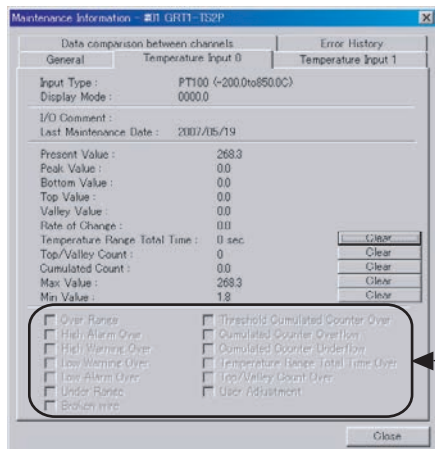 Maintenance Information - #01 GRT1-TS2P
Data comparison between channels Error History
General Temperature Input 0 Temperature Input 1
Input Type : PT100 (-200.0to850.0C)
Display Mode : 0000.0
I/O Comment :
Last Maintenance Date : 2007/05/19
Present Value : 268.3
Peak Value : 0.0
Bottom Value : 0.0
Top Value : 0.0
Valley Value : 0.0
Rate of Change : 0.0
Temperature Range Total Time : 0 sec Clear
Top/Valley Count : 0 Clear
Cumulated Count : 0.0 Clear
Max Value : 268.3 Clear
Min Value : 1.8 Clear
Over Range Threshold Cumulated Counter Over
High Alarm Over Cumulated Counter Overflow
High Warning Over Cumulated Counter Underflow
Low Warning Over Temperature Range Total Time Over
Low Alarm Over Top/Valley Count Over
Under Range User Adjustment
Broken wire
Close